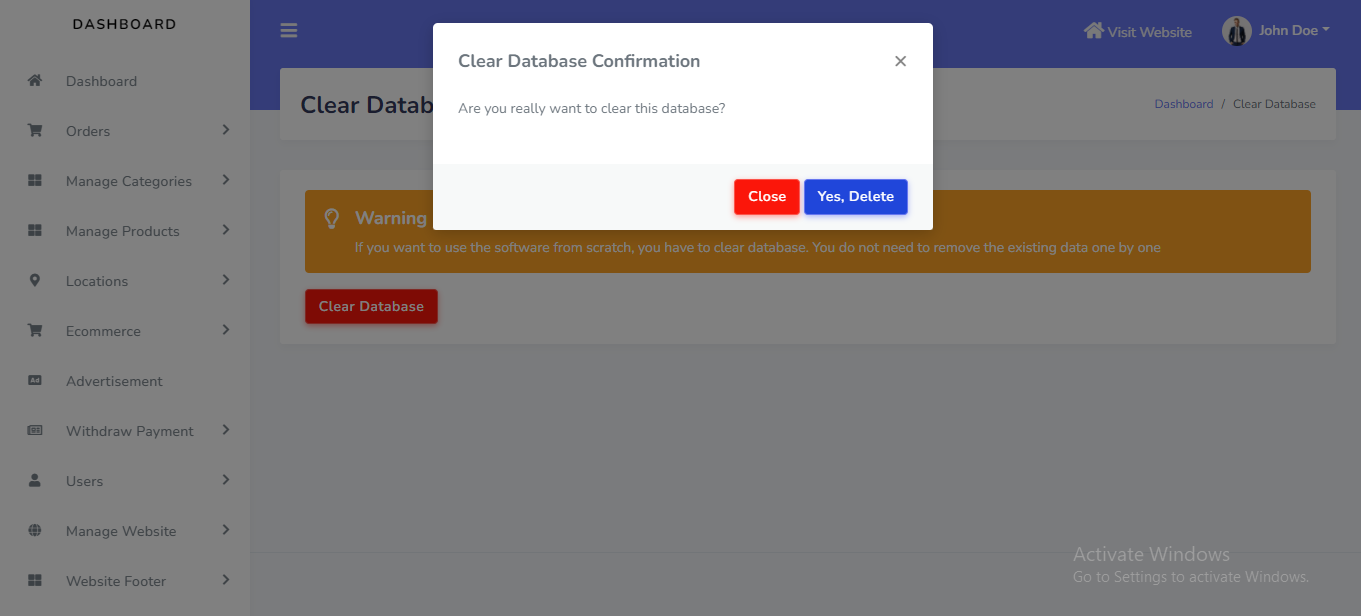 DASHBOARD
Dashboard
Orders
Manage Categories
Manage Products
Locations
Ecommerce
Ad
Advertisement
Withdraw Payment
Users
Manage Website
Website Footer
Visit Website
John Doe
Clear Datab
Dashboard / Clear Database
Clear Database Confirmation
×
Are you really want to clear this database?
Close
Yes, Delete
Warning
If you want to use the software from scratch, you have to clear database. You do not need to remove the existing data one by one
Clear Database
Activate Windows
Go to Settings to activate Windows.